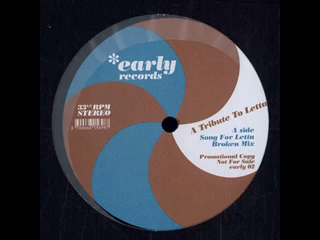 *early
records
33⅓ RPM
STEREO
A Tribute To Letta
A side
Song For Letta
Broken Mix
Promotional Copy
Not For Sale
early 02